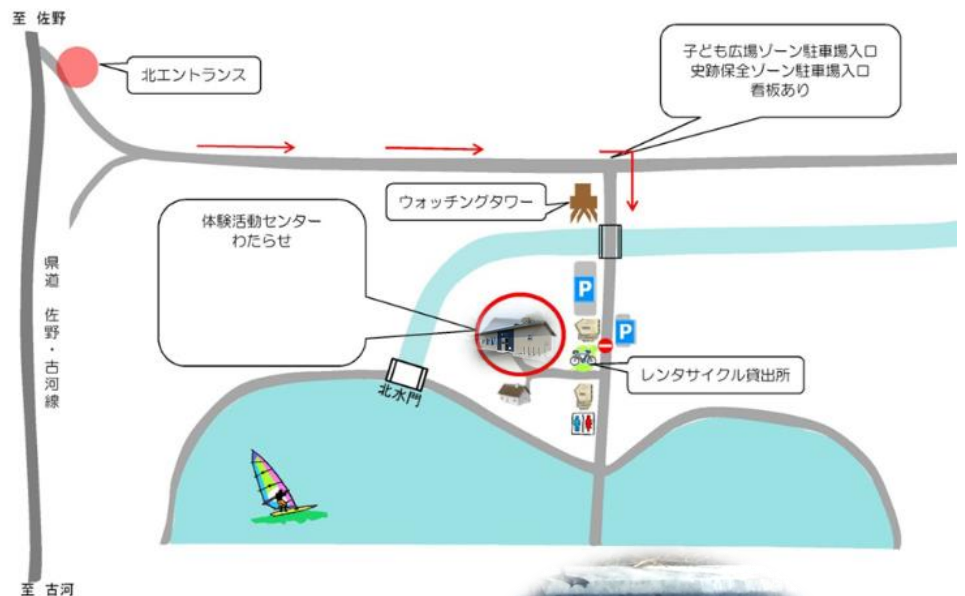 至 佐野
北エントランス
子ども広場ゾーン駐車場入口
史跡保全ゾーン駐車場入口
看板あり
ウォッチングタワー
体験活動センター
わたらせ
県道 佐野・古河線
P
P
レンタサイクル貸出所
北水門
至 古河